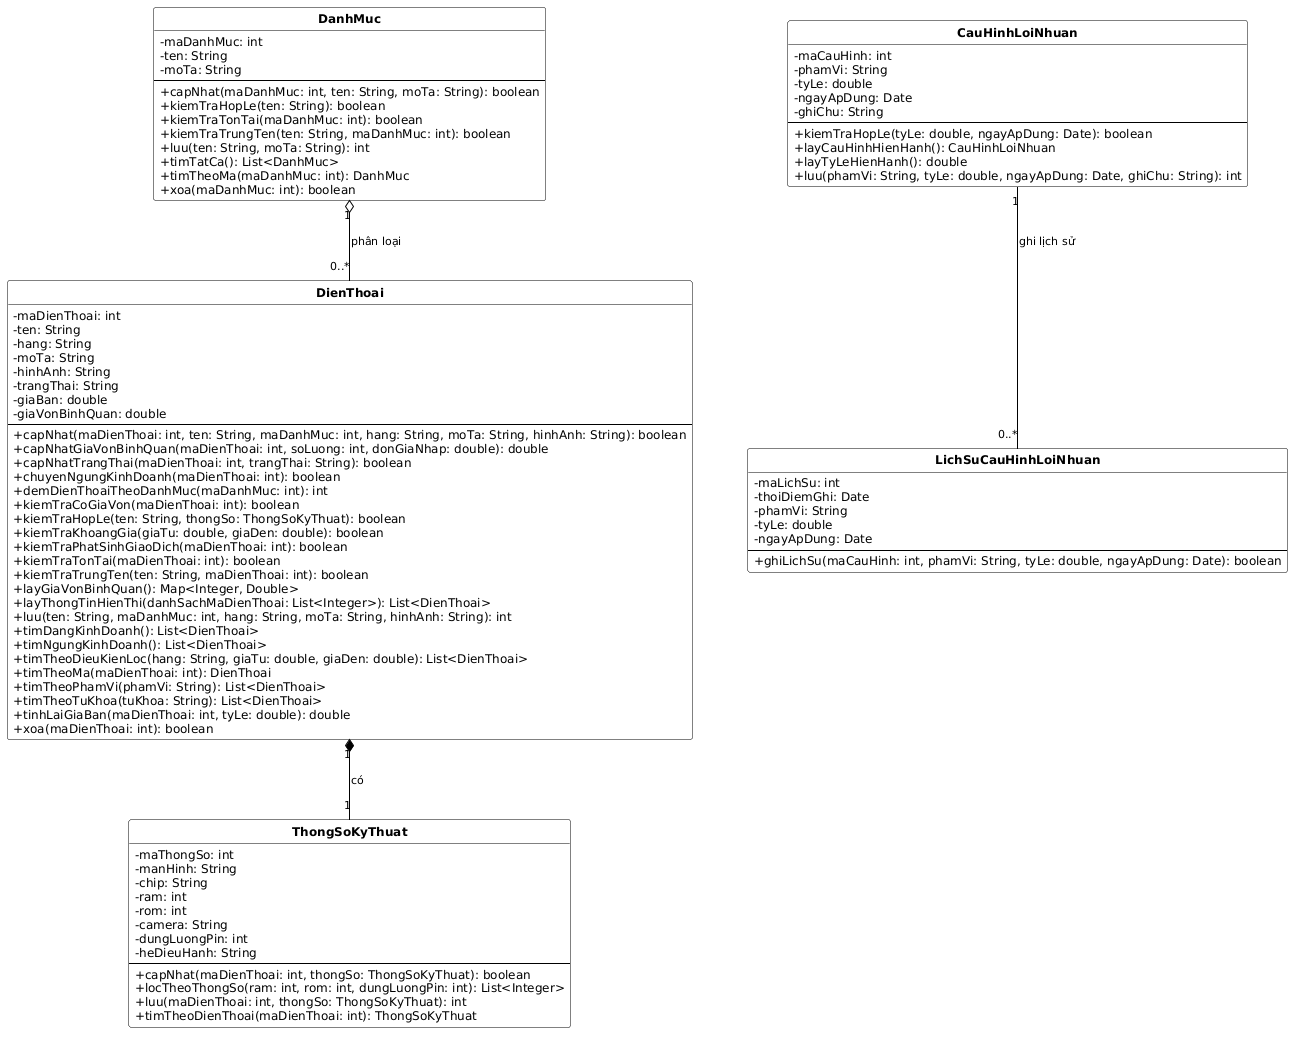 DanhMuc
-maDanhMuc: int
-ten: String
-moTa: String
+capNhat(maDanhMuc: int, ten: String, moTa: String): boolean
+kiemTraHopLe(ten: String): boolean
+kiemTraTonTai(maDanhMuc: int): boolean
+kiemTraTrungTen(ten: String, maDanhMuc: int): boolean
+luu(ten: String, moTa: String): int
+timTatCa(): List<DanhMuc>
+timTheoMa(maDanhMuc: int): DanhMuc
+xoa(maDanhMuc: int): boolean
1
phân loại
0..*
DienThoai
-maDienThoai: int
-ten: String
-hang: String
-moTa: String
-hinhAnh: String
-trangThai: String
-giaBan: double
-giaVonBinhQuan: double
+capNhat(maDienThoai: int, ten: String, maDanhMuc: int, hang: String, moTa: String, hinhAnh: String): boolean
+capNhatGiaVonBinhQuan(maDienThoai: int, soLuong: int, donGiaNhap: double): double
+capNhatTrangThai(maDienThoai: int, trangThai: String): boolean
+chuyenNgungKinhDoanh(maDienThoai: int): boolean
+demDienThoaiTheoDanhMuc(maDanhMuc: int): int
+kiemTraCoGiaVon(maDienThoai: int): boolean
+kiemTraHopLe(ten: String, thongSo: ThongSoKyThuat): boolean
+kiemTraKhoangGia(giaTu: double, giaDen: double): boolean
+kiemTraPhatSinhGiaoDich(maDienThoai: int): boolean
+kiemTraTonTai(maDienThoai: int): boolean
+kiemTraTrungTen(ten: String, maDienThoai: int): boolean
+layGiaVonBinhQuan(): Map<Integer, Double>
+layThongTinHienThi(danhSachMaDienThoai: List<Integer>): List<DienThoai>
+luu(ten: String, maDanhMuc: int, hang: String, moTa: String, hinhAnh: String): int
+timDangKinhDoanh(): List<DienThoai>
+timNgungKinhDoanh(): List<DienThoai>
+timTheoDieuKienLoc(hang: String, giaTu: double, giaDen: double): List<DienThoai>
+timTheoMa(maDienThoai: int): DienThoai
+timTheoPhamVi(phamVi: String): List<DienThoai>
+timTheoTuKhoa(tuKhoa: String): List<DienThoai>
+tinhLaiGiaBan(maDienThoai: int, tyLe: double): double
+xoa(maDienThoai: int): boolean
1
có
1
ThongSoKyThuat
-maThongSo: int
-manHinh: String
-chip: String
-ram: int
-rom: int
-camera: String
-dungLuongPin: int
-heDieuHanh: String
+capNhat(maDienThoai: int, thongSo: ThongSoKyThuat): boolean
+locTheoThongSo(ram: int, rom: int, dungLuongPin: int): List<Integer>
+luu(maDienThoai: int, thongSo: ThongSoKyThuat): int
+timTheoDienThoai(maDienThoai: int): ThongSoKyThuat
CauHinhLoiNhuan
-maCauHinh: int
-phamVi: String
-tyLe: double
-ngayApDung: Date
-ghiChu: String
+kiemTraHopLe(tyLe: double, ngayApDung: Date): boolean
+layCauHinhHienHanh(): CauHinhLoiNhuan
+layTyLeHienHanh(): double
+luu(phamVi: String, tyLe: double, ngayApDung: Date, ghiChu: String): int
1
ghi lịch sử
0..*
LichSuCauHinhLoiNhuan
-maLichSu: int
-thoiDiemGhi: Date
-phamVi: String
-tyLe: double
-ngayApDung: Date
+ghiLichSu(maCauHinh: int, phamVi: String, tyLe: double, ngayApDung: Date): boolean